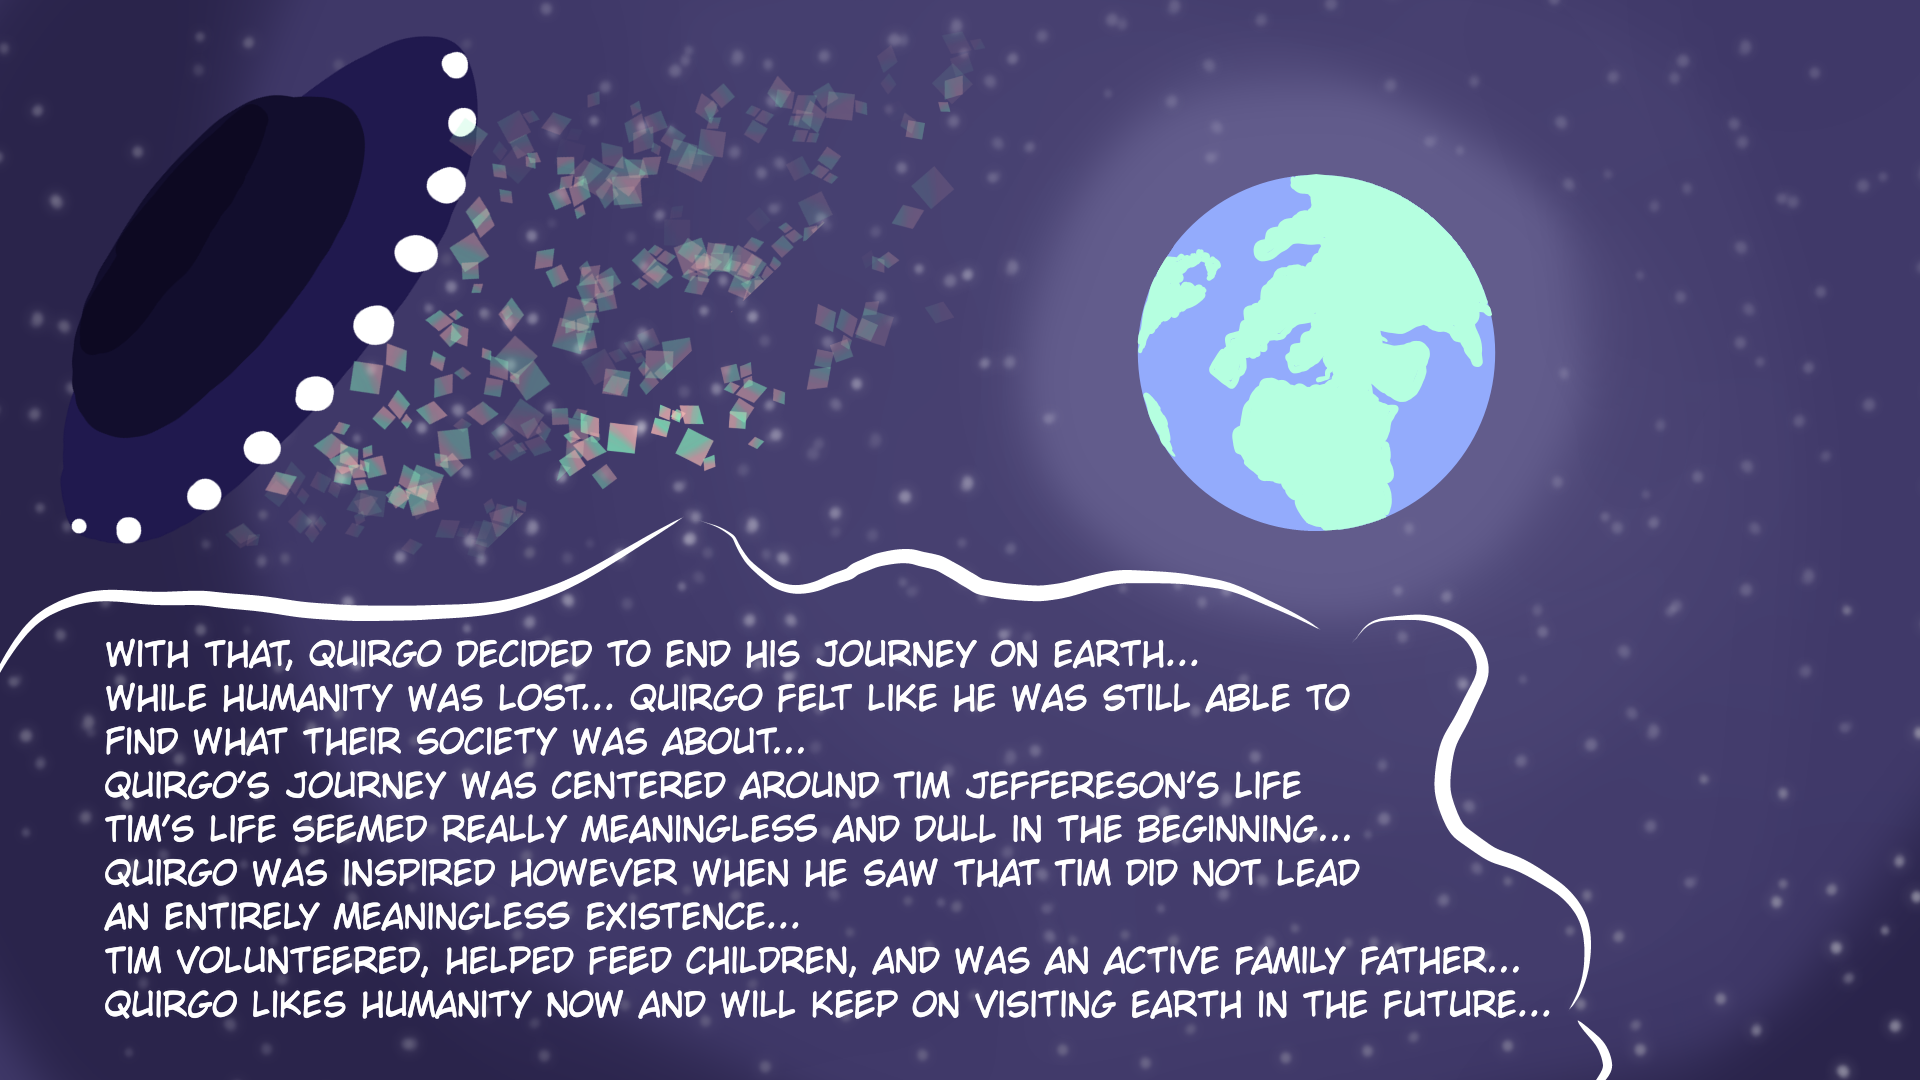 WITH THAT, QUIRGO DECIDED TO END HIS JOURNEY ON EARTH...
WHILE HUMANITY WAS LOST... QUIRGO FELT LIKE HE WAS STILL ABLE TO
FIND WHAT THEIR SOCIETY WAS ABOUT...
QUIRGO'S JOURNEY WAS CENTERED AROUND TIM JEFFERESON'S LIFE
TIM'S LIFE SEEMED REALLY MEANINGLESS AND DULL IN THE BEGINNING...
QUIRGO WAS INSPIRED HOWEVER WHEN HE SAW THAT TIM DID NOT LEAD
AN ENTIRELY MEANINGLESS EXISTENCE...
TIM VOLUNTEERED, HELPED FEED CHILDREN, AND WAS AN ACTIVE FAMILY FATHER...
QUIRGO LIKES HUMANITY NOW AND WILL KEEP ON VISITING EARTH IN THE FUTURE...